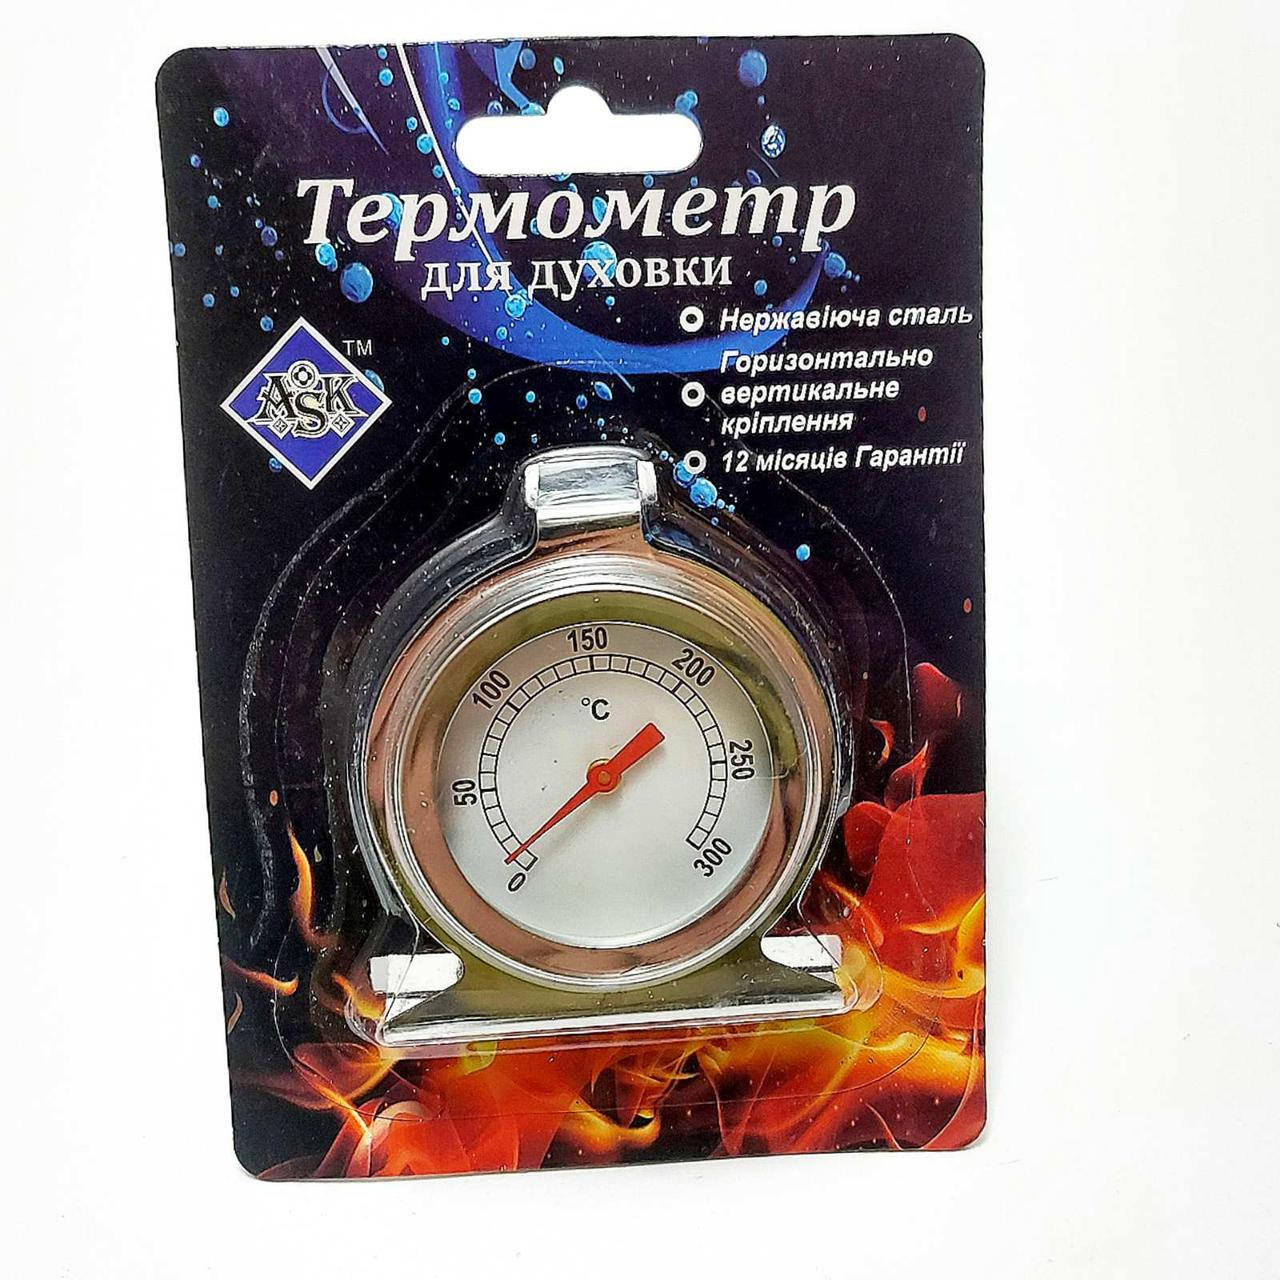 Термометр
для духовки
Нержавіюча сталь
Горизонтально
вертикальне
кріплення
12 місяців Гарантії
TM
ASK
0
50
100
150
200
250
300
°C